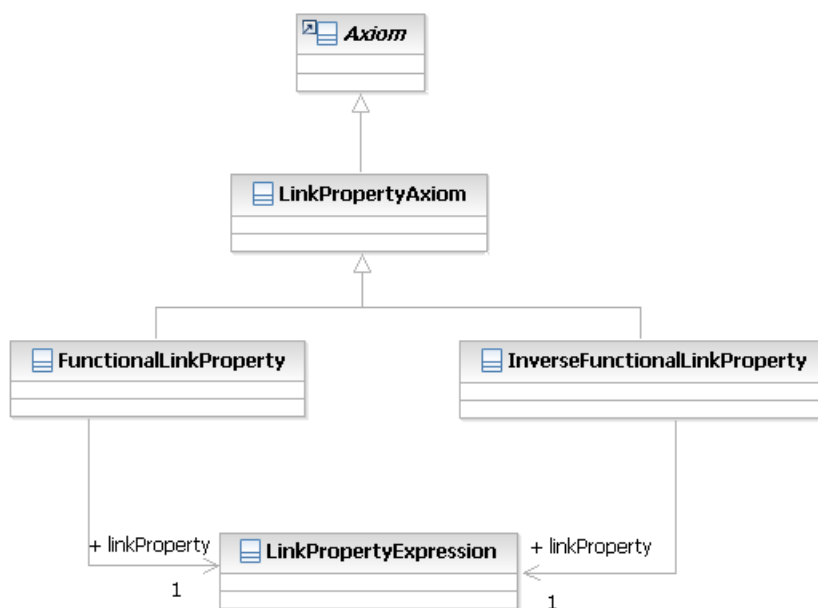 Axiom
LinkPropertyAxiom
FunctionalLinkProperty
InverseFunctionalLinkProperty
+ linkProperty
+ linkProperty
LinkPropertyExpression
1
1